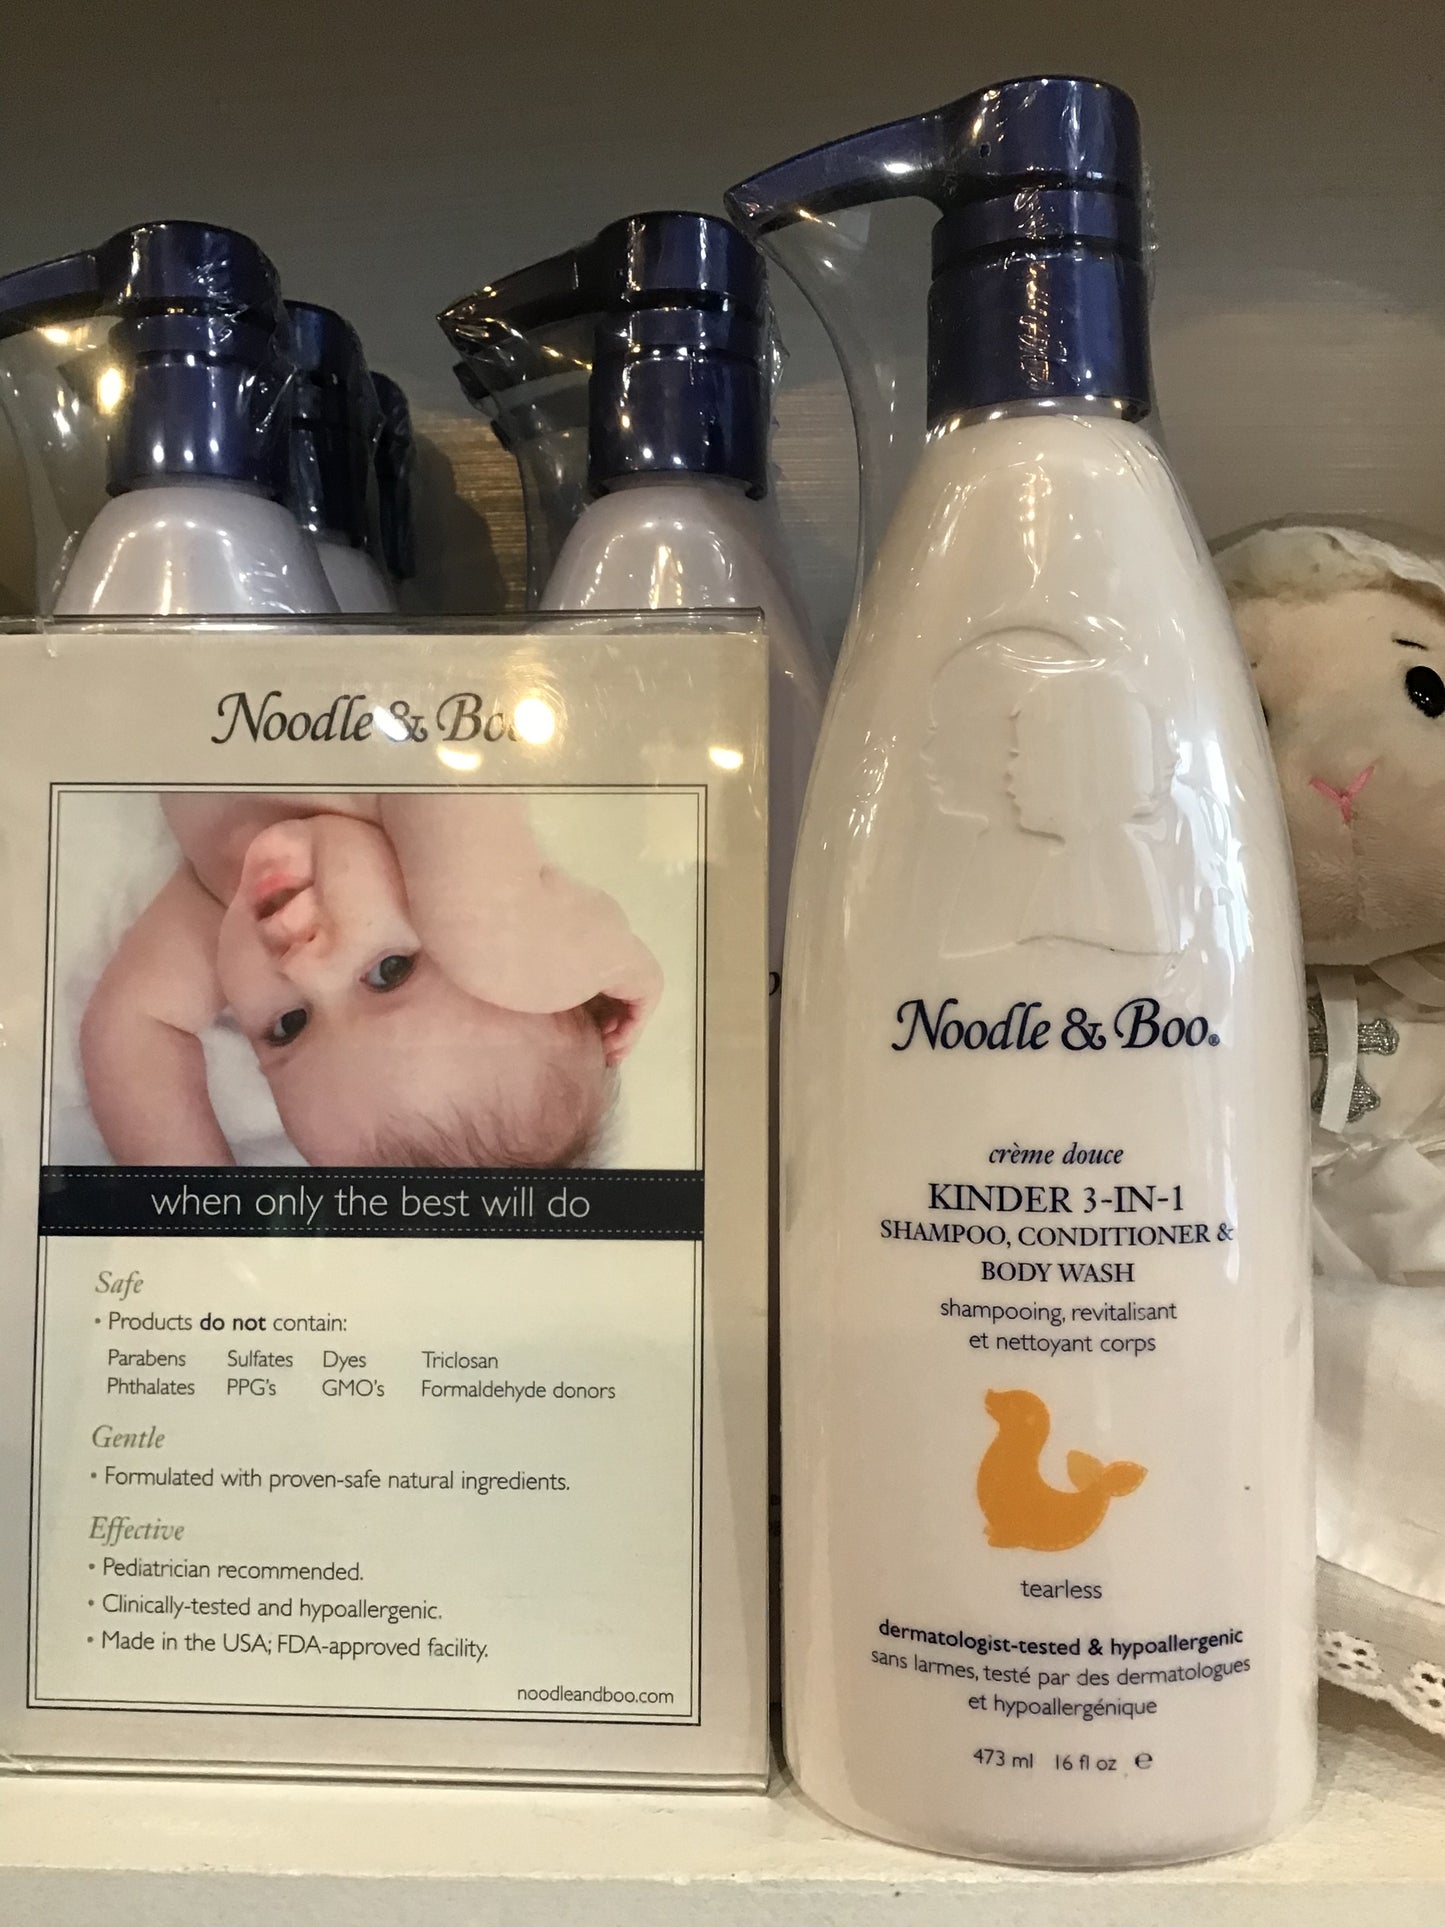 Noodle & Boo
when only the best will do
Safe
• Products do not contain:
Parabens Sulfates Dyes Triclosan
Phthalates PPG's GMO's Formaldehyde donors
Gentle
• Formulated with proven-safe natural ingredients.
Effective
• Pediatrician recommended.
• Clinically-tested and hypoallergenic.
• Made in the USA; FDA-approved facility.
noodleandboo.com
Noodle & Boo®
crème douce
KINDER 3-IN-1
SHAMPOO, CONDITIONER &
BODY WASH
shampooing, revitalisant
et nettoyant corps
tearless
dermatologist-tested & hypoallergenic
sans larmes, testé par des dermatologues
et hypoallergénique
473 ml 16 fl oz ℮